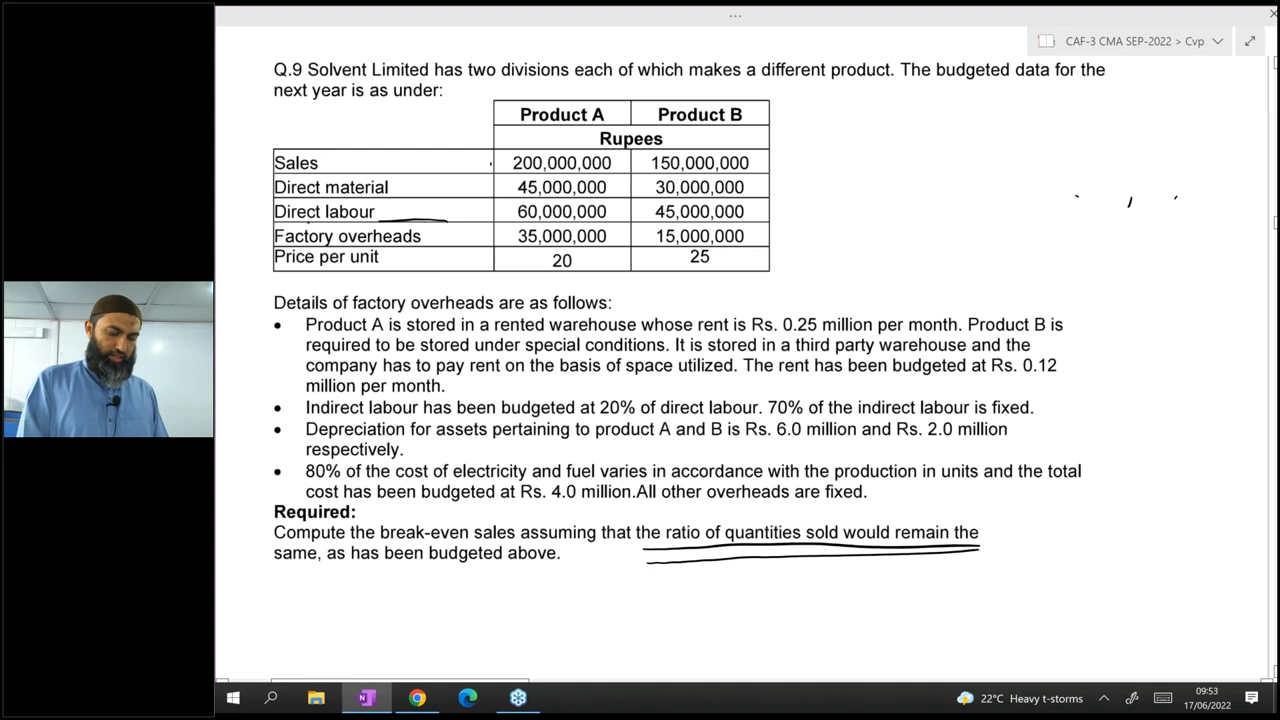 CAF-3 CMA SEP-2022 > Cvp
Q.9 Solvent Limited has two divisions each of which makes a different product. The budgeted data for the
next year is as under:
Product A Product B
Rupees
Sales 200,000,000 150,000,000
Direct material 45,000,000 30,000,000
Direct labour 60,000,000 45,000,000
Factory overheads 35,000,000 15,000,000
Price per unit 20 25
Details of factory overheads are as follows:
• Product A is stored in a rented warehouse whose rent is Rs. 0.25 million per month. Product B is
required to be stored under special conditions. It is stored in a third party warehouse and the
company has to pay rent on the basis of space utilized. The rent has been budgeted at Rs. 0.12
million per month.
• Indirect labour has been budgeted at 20% of direct labour. 70% of the indirect labour is fixed.
• Depreciation for assets pertaining to product A and B is Rs. 6.0 million and Rs. 2.0 million
respectively.
• 80% of the cost of electricity and fuel varies in accordance with the production in units and the total
cost has been budgeted at Rs. 4.0 million.All other overheads are fixed.
Required:
Compute the break-even sales assuming that the ratio of quantities sold would remain the
same, as has been budgeted above.
22°C Heavy t-storms
09:53
17/06/2022